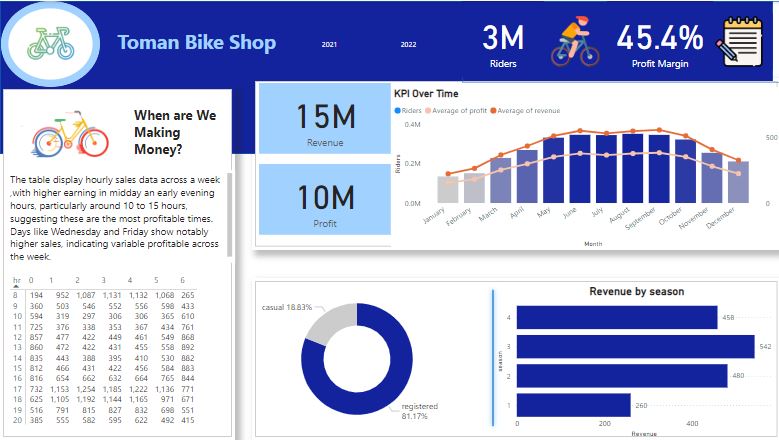 Toman Bike Shop
2021
2022
3M
Riders
45.4%
Profit Margin
When are We
Making
Money?
The table display hourly sales data across a week
,with higher earning in midday an early evening
hours, particularly around 10 to 15 hours,
suggesting these are the most profitable times.
Days like Wednesday and Friday show notably
higher sales, indicating variable profitable across
the week.
hr 0 1 2 3 4 5 6
8 194 952 1,087 1,131 1,132 1,068 265
9 360 503 546 552 556 598 433
10 594 319 297 306 306 365 610
11 725 376 338 353 367 434 761
12 857 477 422 449 461 549 868
13 860 472 422 431 455 558 892
14 835 443 388 395 410 530 882
15 812 466 431 422 456 584 883
16 816 654 662 632 664 765 844
17 732 1,153 1,254 1,185 1,222 1,136 771
18 625 1,105 1,192 1,144 1,165 971 671
19 516 791 815 827 832 698 551
20 385 555 582 595 622 492 415
15M
Revenue
10M
Profit
KPI Over Time
Riders Average of profit Average of revenue
Riders
0.4M
0.2M
0.0M
500
0
January
February
March
April
May
June
July
August
September
October
November
December
Month
casual 18.83%
registered
81.17%
Revenue by season
season
4 458
3 542
2 480
1 260
0 200 400
Revenue